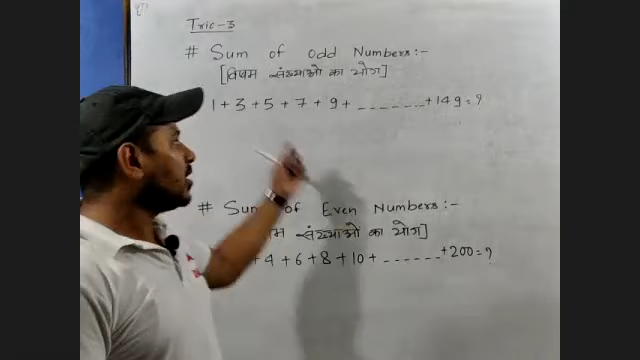 Tric-3
# Sum of Odd Numbers:-
[विषम संख्याओ का योग]
1 + 3 + 5 + 7 + 9 + ------- + 149 = ?
# Sum of Even Numbers:-
संख्याओ का योग]
+ 4 + 6 + 8 + 10 + ------ + 200 = ?